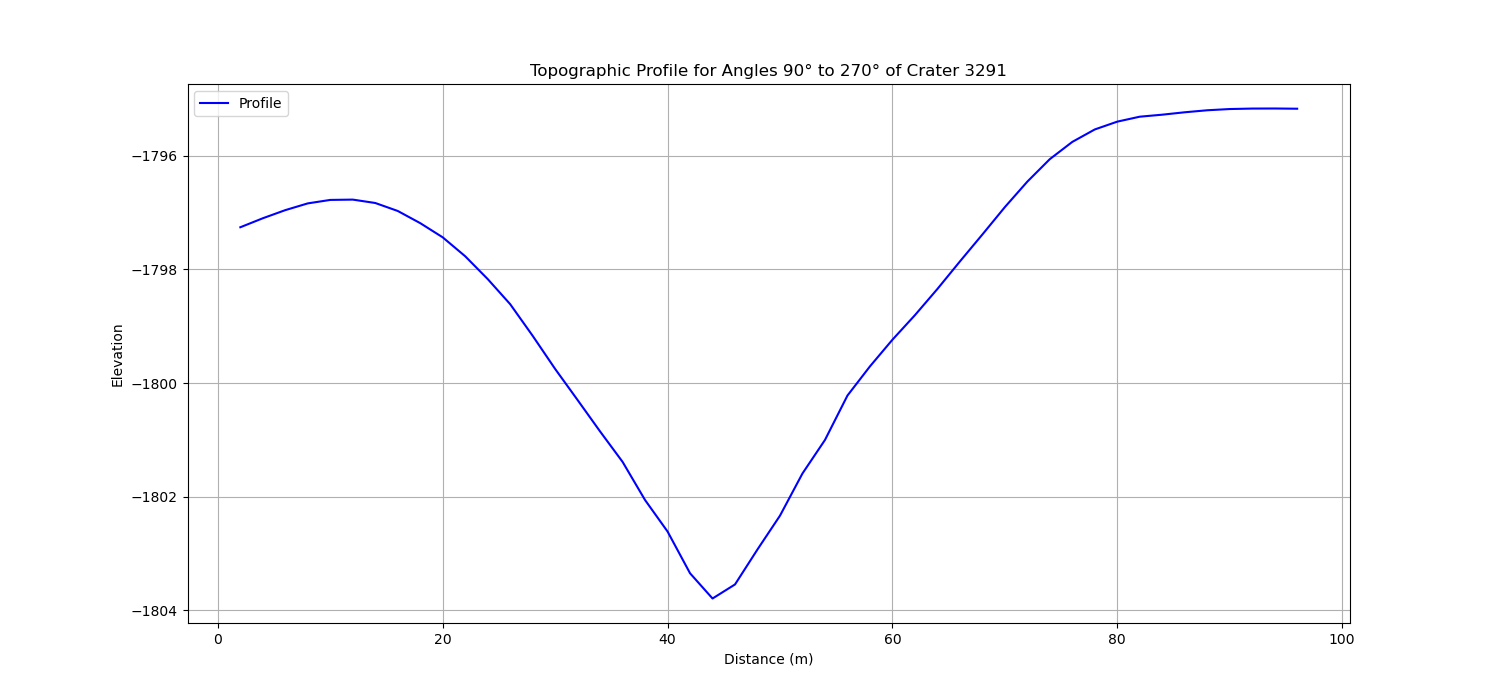 Topographic Profile for Angles 90° to 270° of Crater 3291
Profile
Elevation
−1796
−1798
−1800
−1802
−1804
0 20 40 60 80 100
Distance (m)